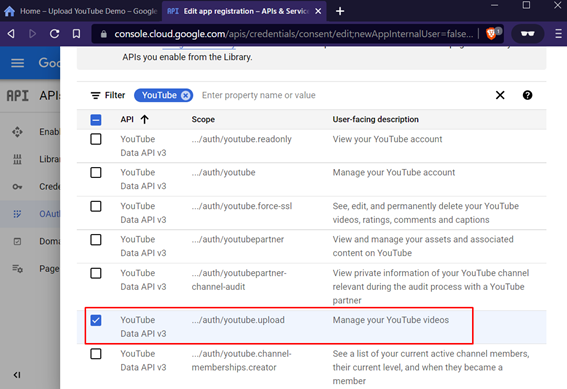 Home – Upload YouTube Demo – Google
API Edit app registration – APIs & Service
console.cloud.google.com/apis/credentials/consent/edit;newAppInternalUser=false...
1
Goo
APIs you enable from the Library.
API APIs
Filter YouTube Enter property name or value
API Scope User-facing description
Enabl
YouTube Data API v3 .../auth/youtube.readonly View your YouTube account
Librar
YouTube Data API v3 .../auth/youtube Manage your YouTube account
Crede
YouTube Data API v3 .../auth/youtube.force-ssl See, edit, and permanently delete your YouTube videos, ratings, comments and captions
OAuth
Doma
YouTube Data API v3 .../auth/youtubepartner View and manage your assets and associated content on YouTube
Page
YouTube Data API v3 .../auth/youtubepartner-channel-audit View private information of your YouTube channel relevant during the audit process with a YouTube partner
YouTube Data API v3 .../auth/youtube.upload Manage your YouTube videos
YouTube Data API v3 .../auth/youtube.channel-memberships.creator See a list of your current active channel members, their current level, and when they became a member